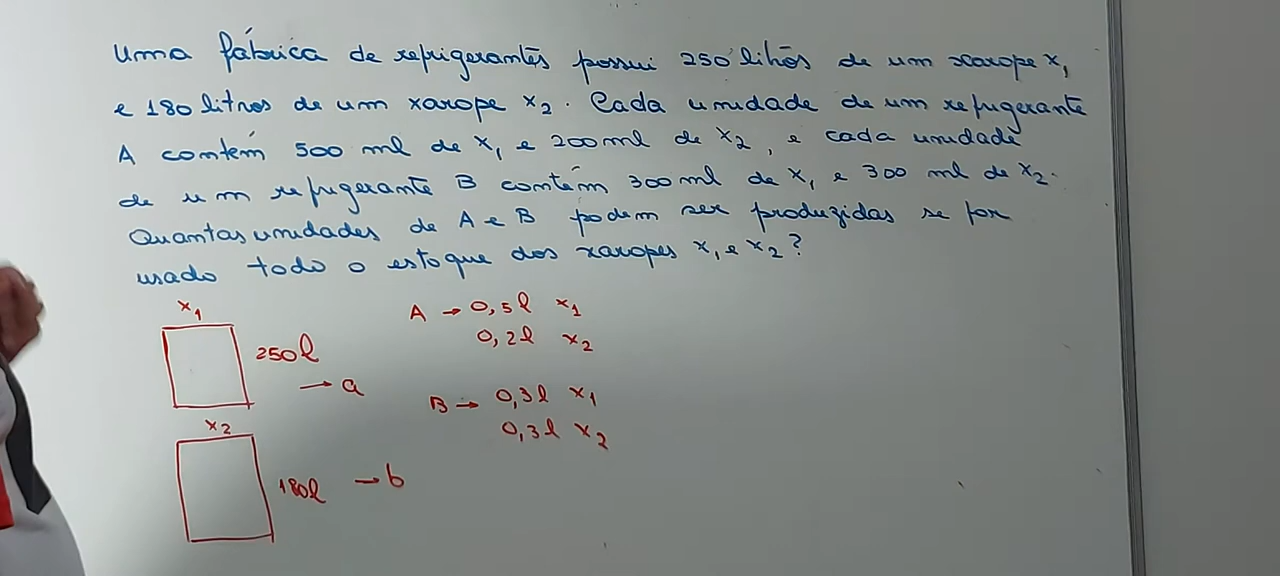 Uma fábrica de refrigerantes possui 250 litros de um xarope x₁
e 180 litros de um xarope x₂. Cada unidade de um refrigerante
A contém 500 ml de x₁ e 200 ml de x₂, e cada unidade
de um refrigerante B contém 300 ml de x₁ e 300 ml de x₂.
Quantas unidades de A e B podem ser produzidas se for
usado todo o estoque dos xaropes x₁ e x₂?
x₁
250l
→ a
x₂
180l → b
A → 0,5l x₁
0,2l x₂
B → 0,3l x₁
0,3l x₂